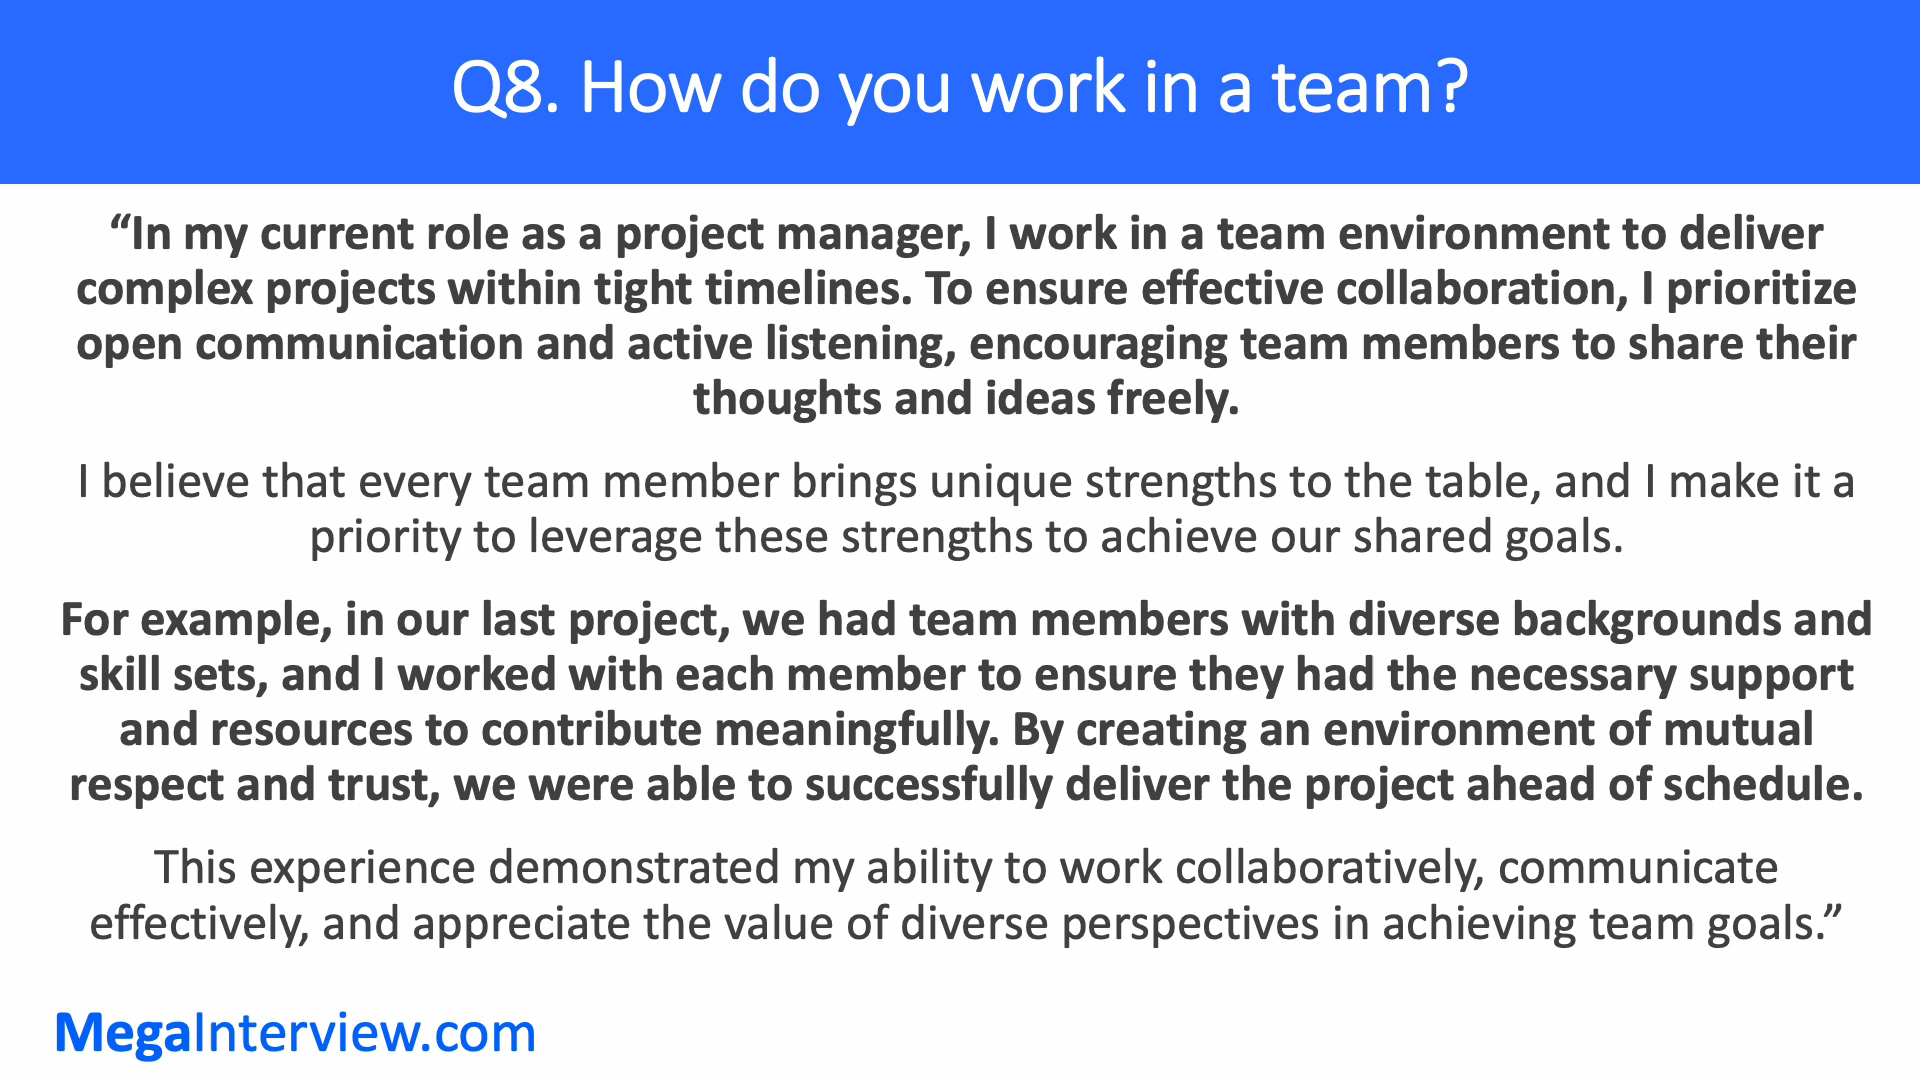 Q8. How do you work in a team?
“In my current role as a project manager, I work in a team environment to deliver
complex projects within tight timelines. To ensure effective collaboration, I prioritize
open communication and active listening, encouraging team members to share their
thoughts and ideas freely.
I believe that every team member brings unique strengths to the table, and I make it a
priority to leverage these strengths to achieve our shared goals.
For example, in our last project, we had team members with diverse backgrounds and
skill sets, and I worked with each member to ensure they had the necessary support
and resources to contribute meaningfully. By creating an environment of mutual
respect and trust, we were able to successfully deliver the project ahead of schedule.
This experience demonstrated my ability to work collaboratively, communicate
effectively, and appreciate the value of diverse perspectives in achieving team goals.”
MegaInterview.com